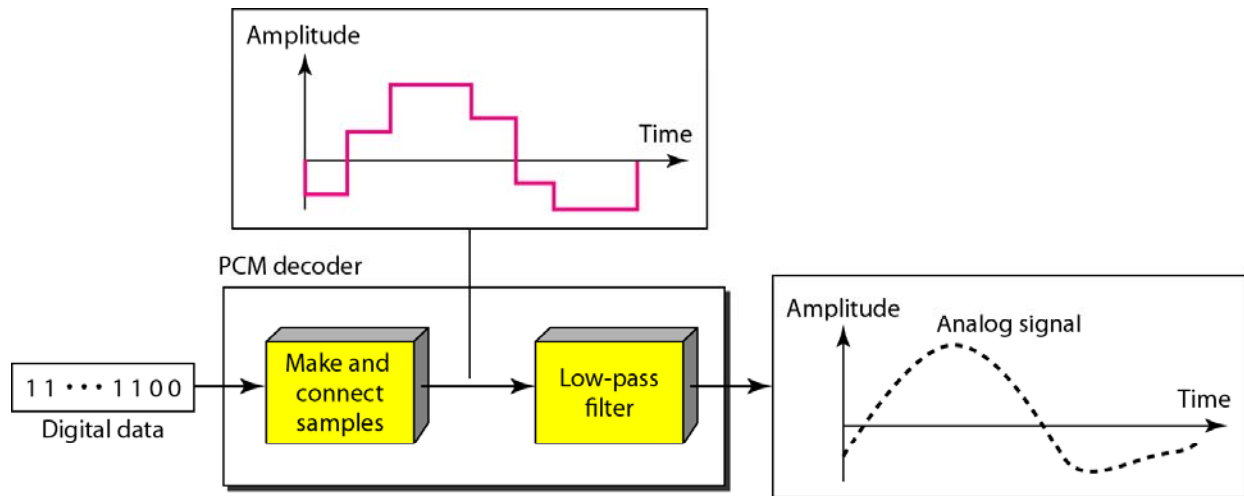 Amplitude
Time
PCM decoder
Make and
connect
samples
Low-pass
filter
11 ••• 1100
Digital data
Amplitude
Analog signal
Time